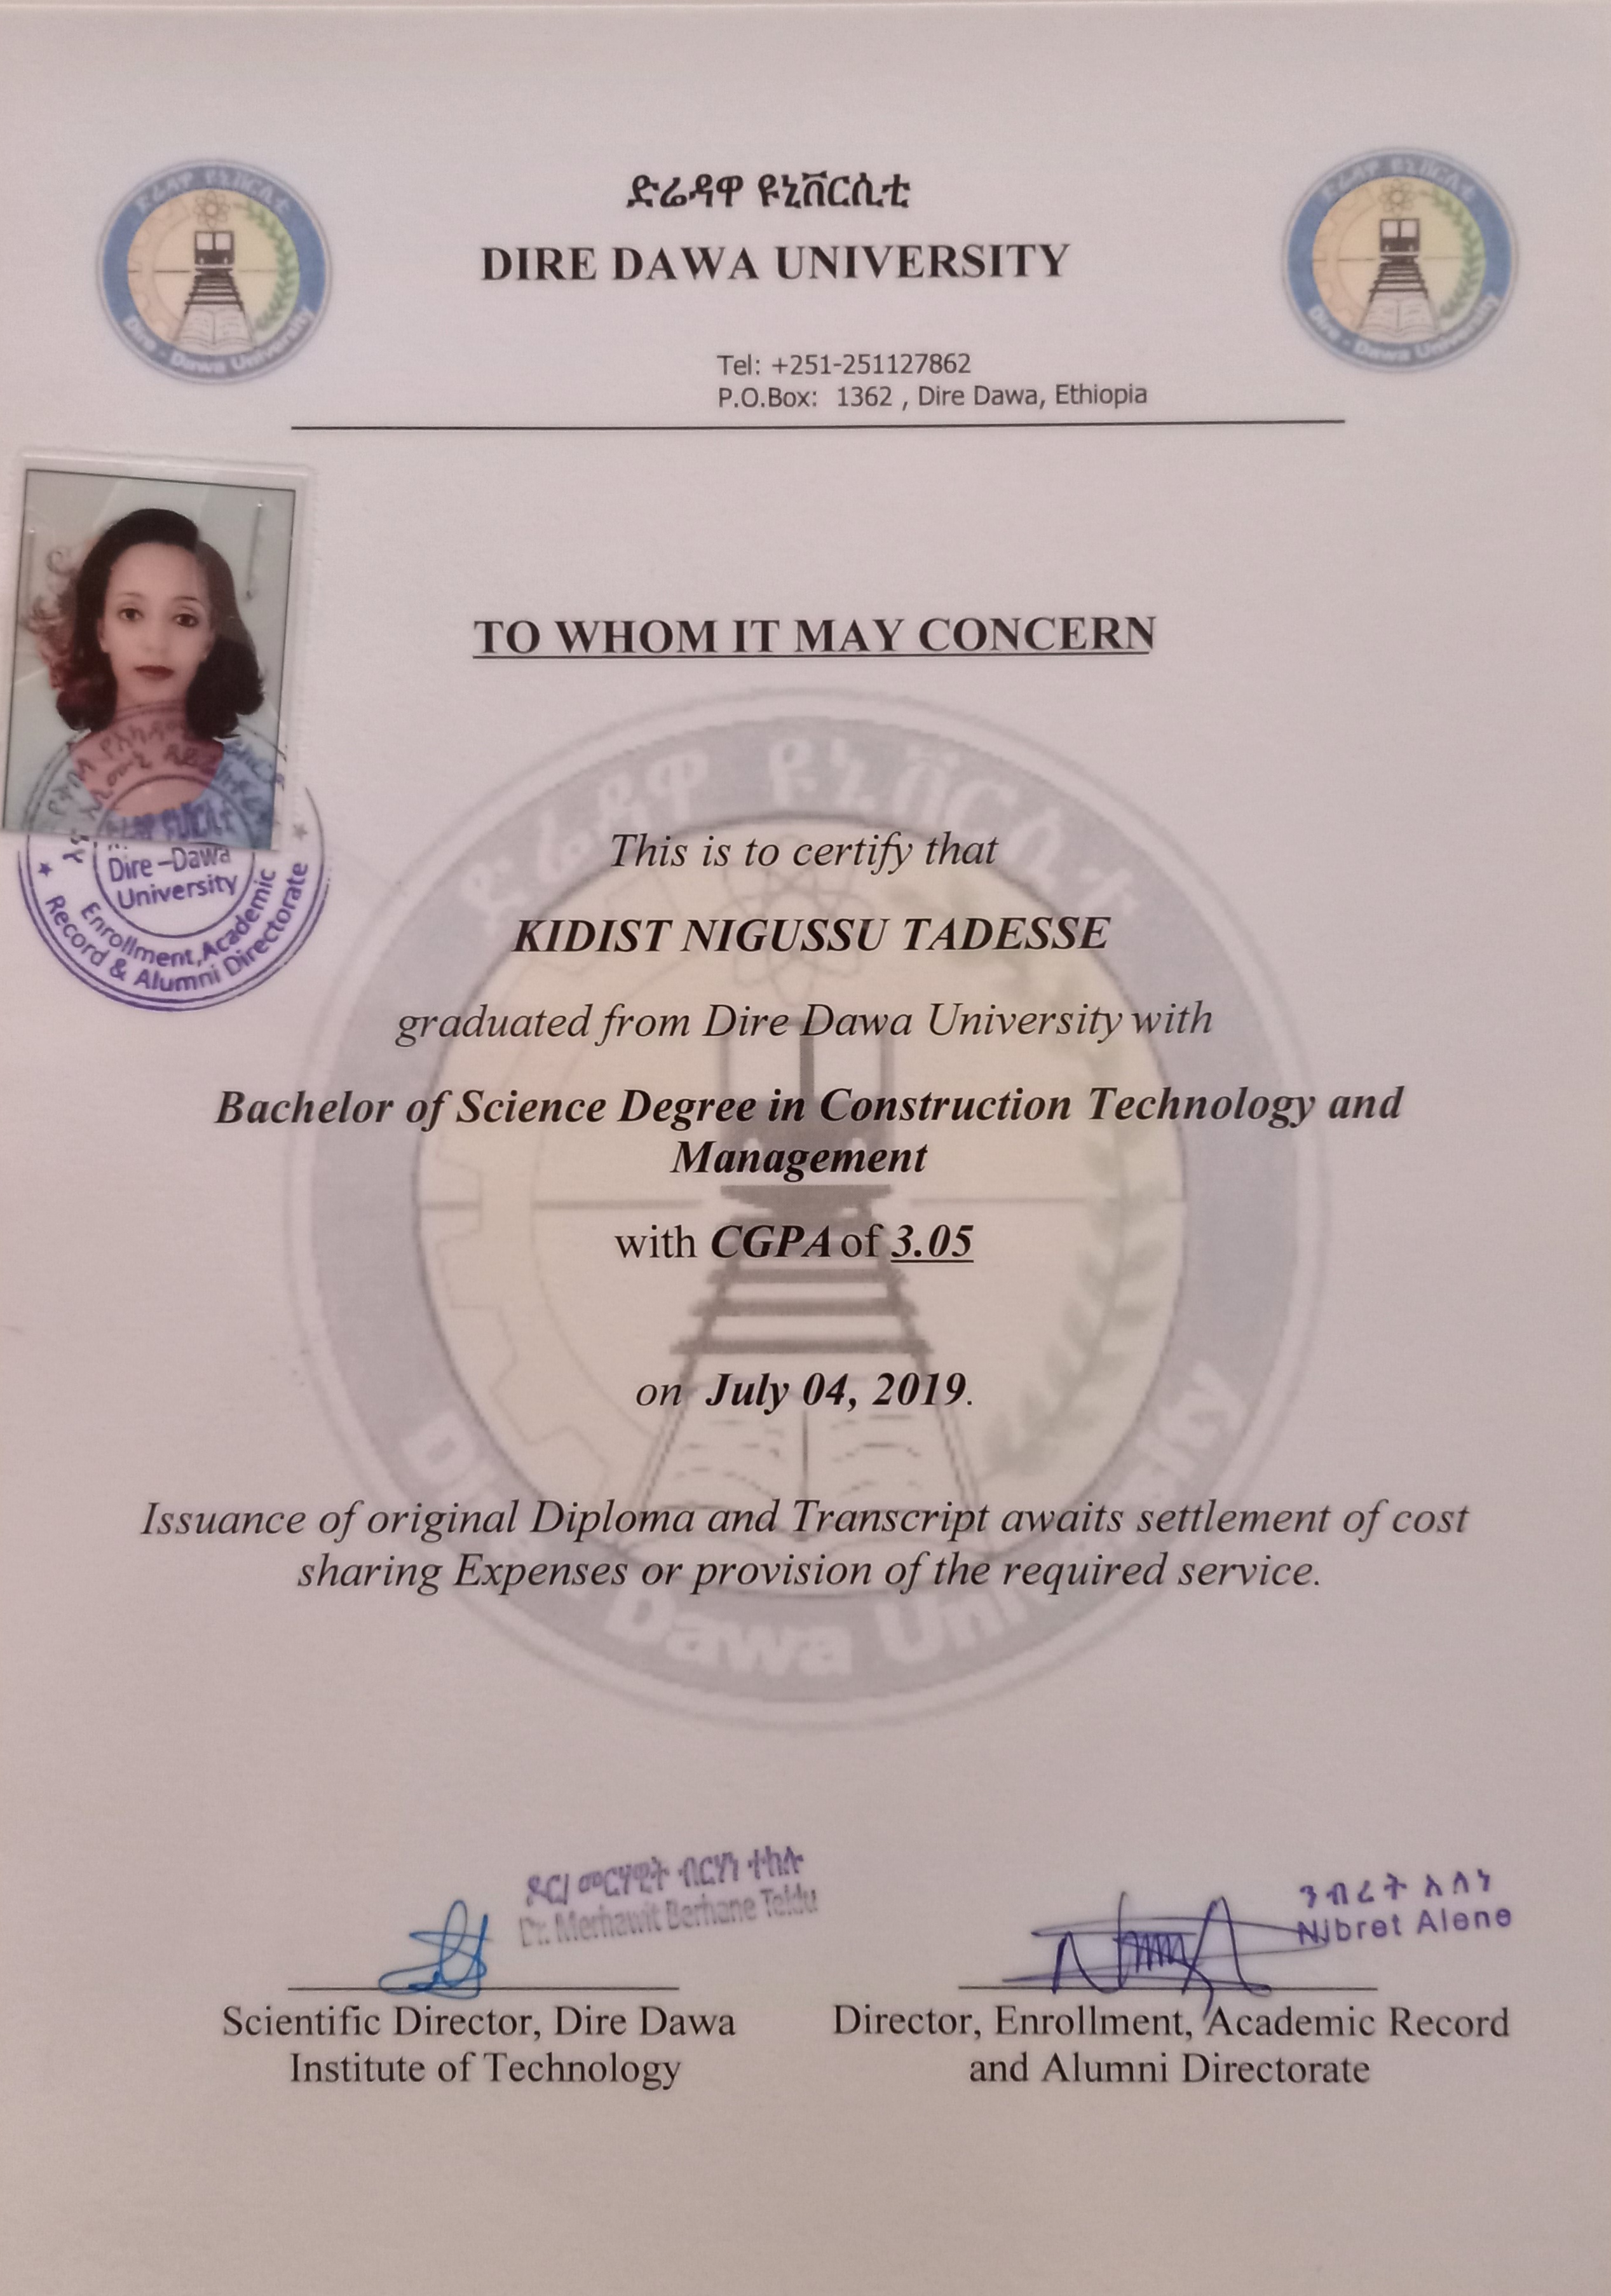 ድሬዳዋ ዩኒቨርሲቲ
DIRE DAWA UNIVERSITY
Tel: +251-251127862
P.O.Box: 1362 , Dire Dawa, Ethiopia
TO WHOM IT MAY CONCERN
Dire –Dawa
University
Enrollment,Academic
Record & Alumni Directorate
This is to certify that
KIDIST NIGUSSU TADESSE
graduated from Dire Dawa University with
Bachelor of Science Degree in Construction Technology and
Management
with CGPA of 3.05
on July 04, 2019.
Issuance of original Diploma and Transcript awaits settlement of cost
sharing Expenses or provision of the required service.
ድሬዳዋ ዩኒቨርሲቲ
Dire Dawa University
ዶር/ መርሃዊት ብርሃነ ተክሉ
Dr. Merhawit Berhane Teklu
ንብረት አለነ
Nibret Alene
Scientific Director, Dire Dawa
Institute of Technology
Director, Enrollment, Academic Record
and Alumni Directorate